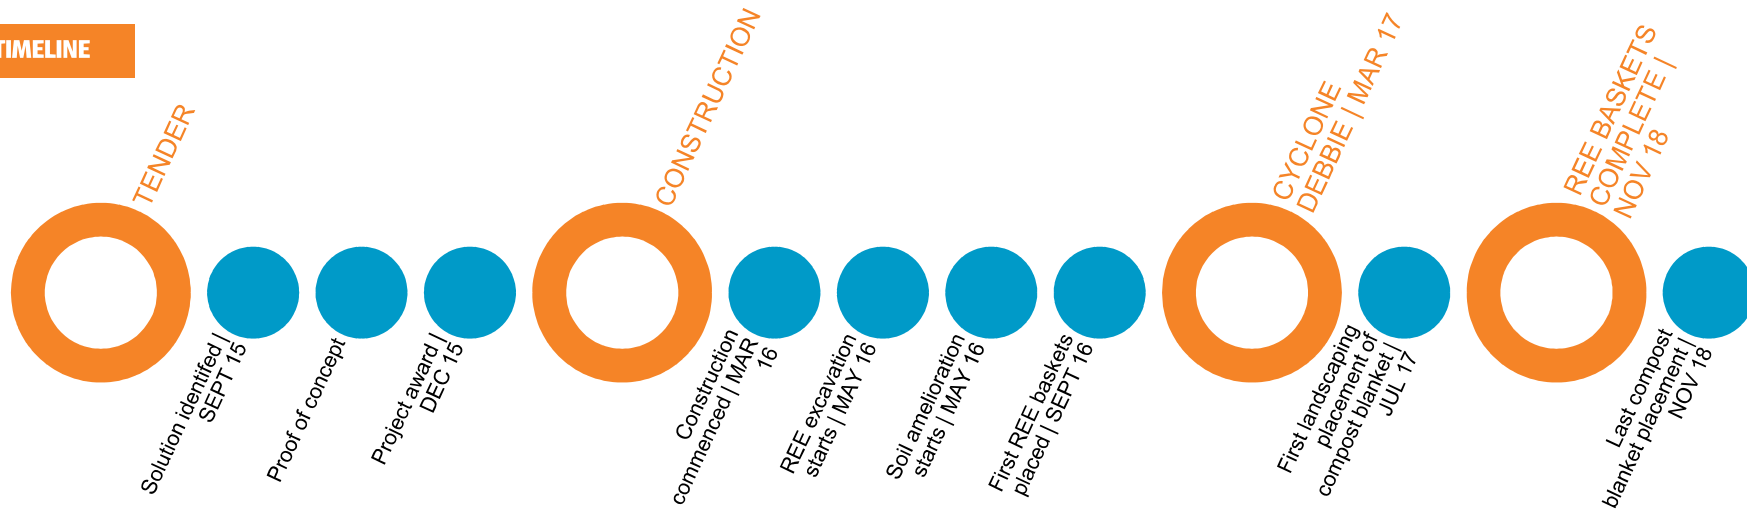 TIMELINE
TENDER
Solution identifed |
SEPT 15
Proof of concept
Project award |
DEC 15
CONSTRUCTION
Construction
commenced | MAR
16
REE excavation
starts | MAY 16
Soil amelioration
starts | MAY 16
First REE baskets
placed | SEPT 16
CYCLONE
DEBBIE | MAR 17
First landscaping
placement of
compost blanket |
JUL 17
REE BASKETS
COMPLETE |
NOV 18
Last compost
blanket placement |
NOV 18